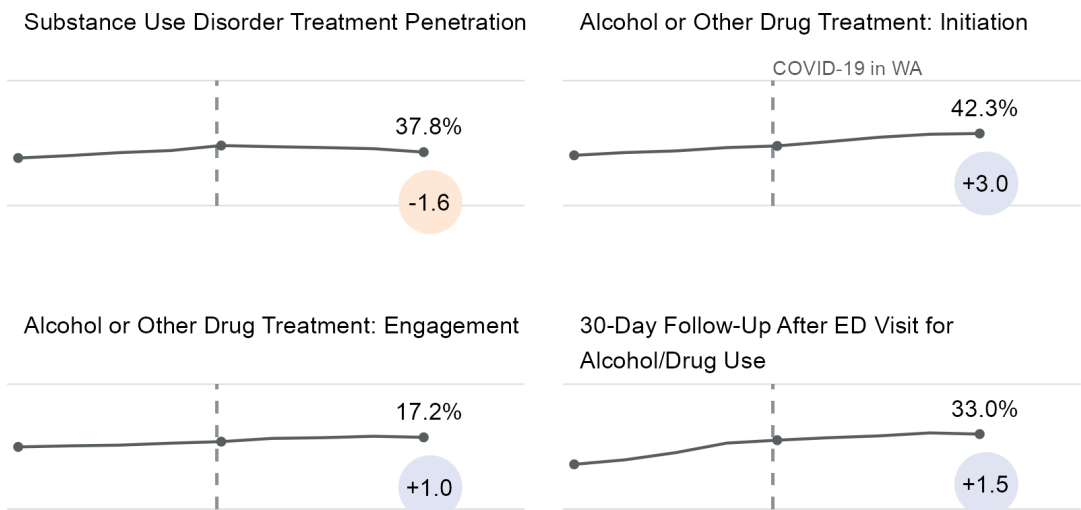 Substance Use Disorder Treatment Penetration
37.8%
-1.6
Alcohol or Other Drug Treatment: Initiation
COVID-19 in WA
42.3%
+3.0
Alcohol or Other Drug Treatment: Engagement
17.2%
+1.0
30-Day Follow-Up After ED Visit for
Alcohol/Drug Use
33.0%
+1.5